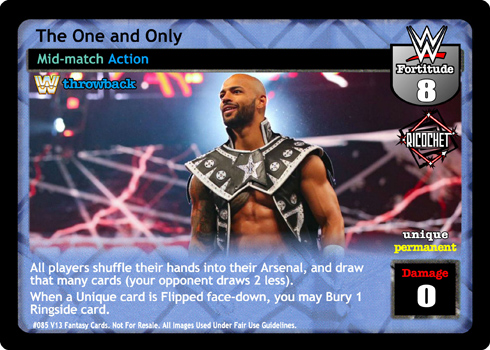 The One and Only
Mid-match Action
throwback
Fortitude
8
RICOCHET
unique
permanent
All players shuffle their hands into their Arsenal, and draw
that many cards (your opponent draws 2 less).
When a Unique card is Flipped face-down, you may Bury 1
Ringside card.
Damage
0
#085 V13 Fantasy Cards. Not For Resale. All Images Used Under Fair Use Guidelines.